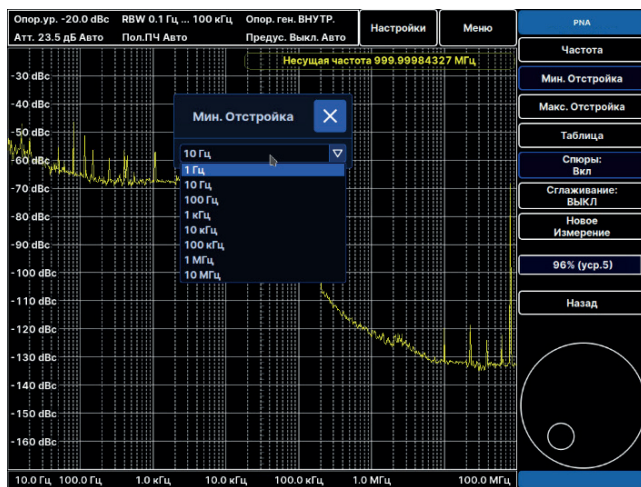 Опор.ур. -20.0 dBc RBW 0.1 Гц ... 100 кГц Опор. ген. ВНУТР.
Атт. 23.5 дБ Авто Пол.ПЧ Авто Предус. Выкл. Авто
Настройки
Меню
PNA
Несущая частота 999.99984327 МГц
Частота
Мин. Отстройка
Макс. Отстройка
Таблица
Спюры:
Вкл
Сглаживание:
ВЫКЛ
Новое
Измерение
96% (уср.5)
Назад
Мин. Отстройка
10 Гц
1 Гц
10 Гц
100 Гц
1 кГц
10 кГц
100 кГц
1 МГц
10 МГц
-30 dBc
-40 dBc
-50 dBc
-60 dBc
-70 dBc
-80 dBc
-90 dBc
-100 dBc
-110 dBc
-120 dBc
-130 dBc
-140 dBc
-150 dBc
-160 dBc
10.0 Гц 100.0 Гц 1.0 кГц 10.0 кГц 100.0 кГц 1.0 МГц 100.0 МГц